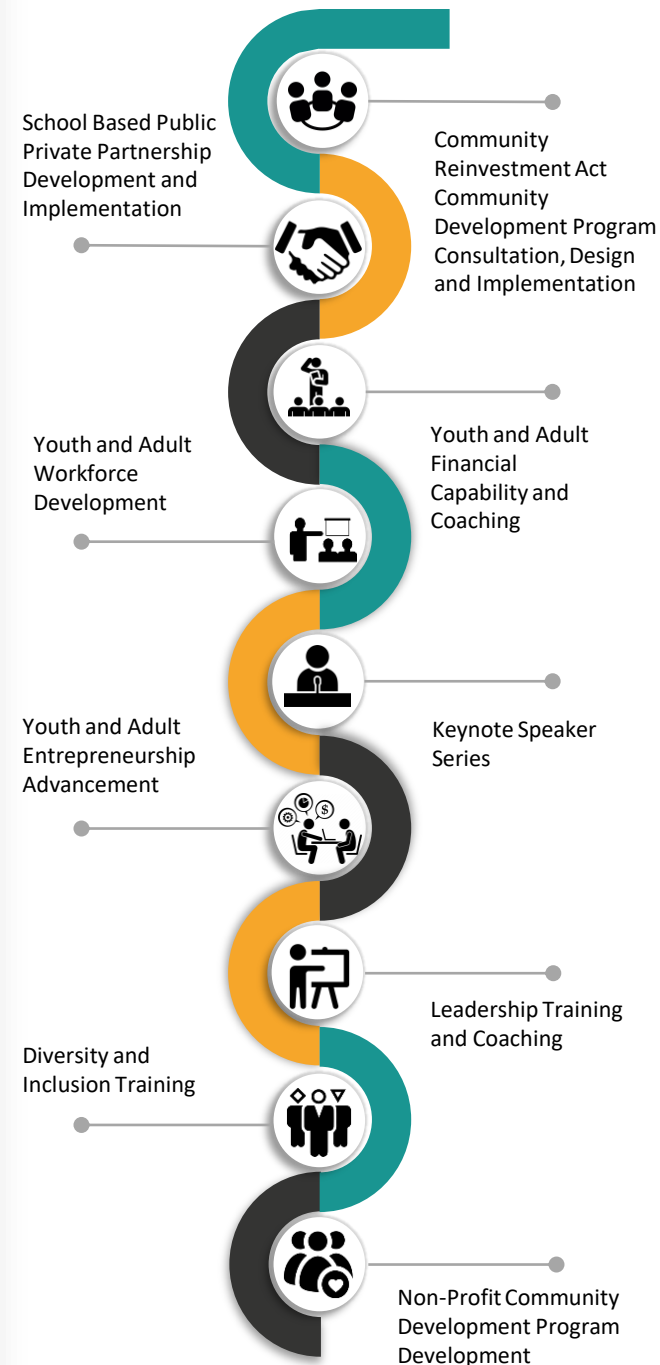 School Based Public
Private Partnership
Development and
Implementation
Community
Reinvestment Act
Community
Development Program
Consultation, Design
and Implementation
Youth and Adult
Workforce
Development
Youth and Adult
Financial
Capability and
Coaching
Youth and Adult
Entrepreneurship
Advancement
$
Keynote Speaker
Series
Diversity and
Inclusion Training
Leadership Training
and Coaching
Non-Profit Community
Development Program
Development